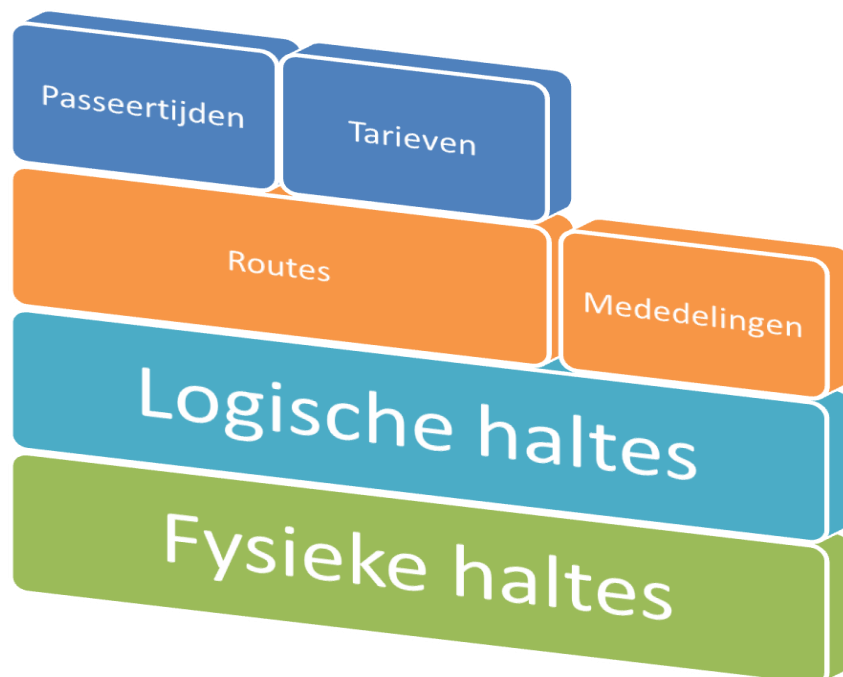 Passeertijden
Tarieven
Routes
Mededelingen
Logische haltes
Fysieke haltes